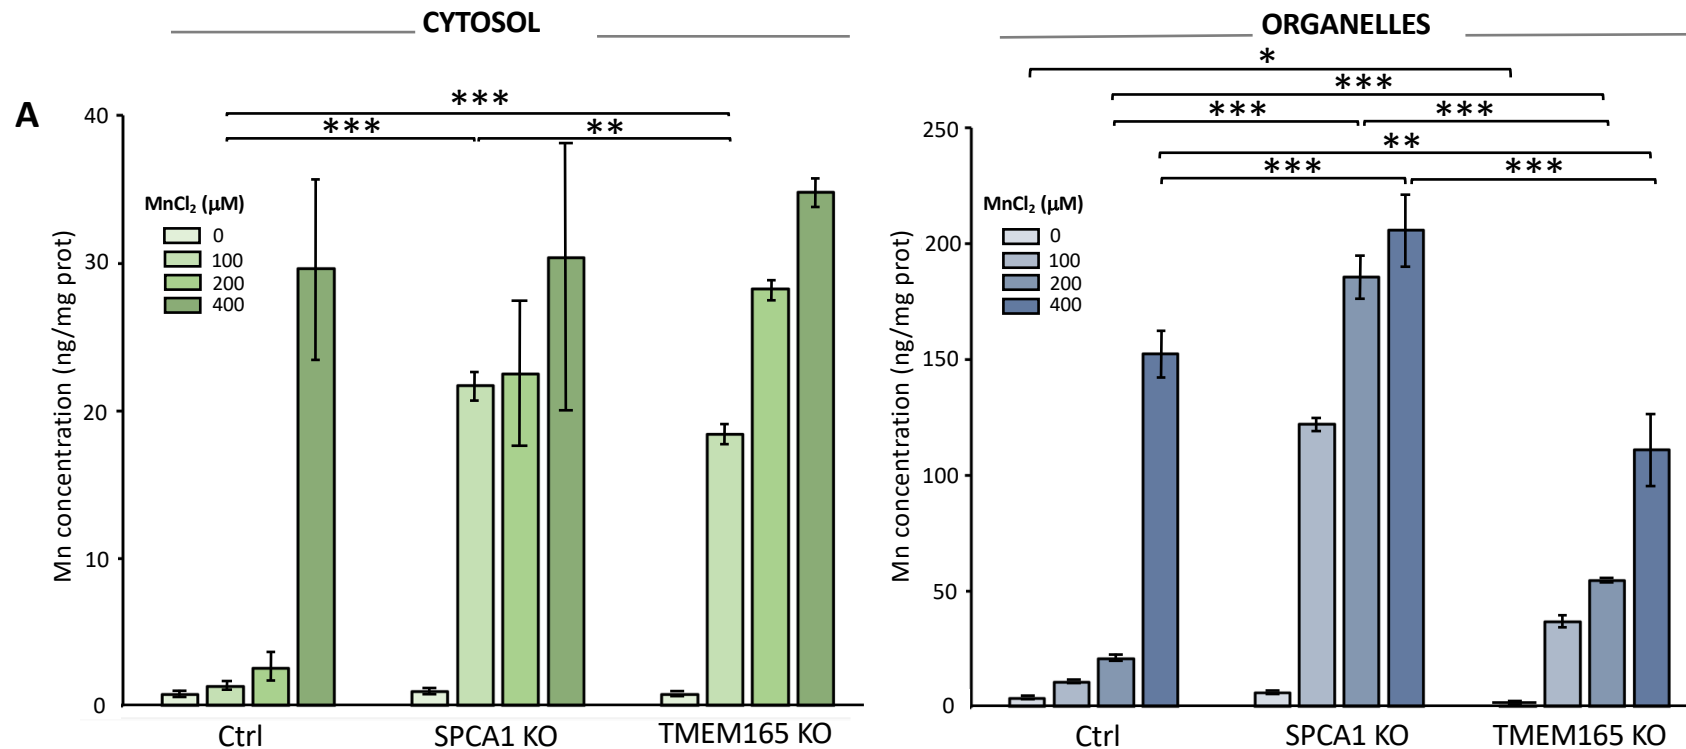 CYTOSOL
A
***
***
**
40
30
20
10
0
Mn concentration (ng/mg prot)
MnCl₂ (μM)
0
100
200
400
Ctrl
SPCA1 KO
TMEM165 KO
ORGANELLES
*
***
***
***
**
***
***
250
200
150
100
50
0
Mn concentration (ng/mg prot)
MnCl₂ (μM)
0
100
200
400
Ctrl
SPCA1 KO
TMEM165 KO